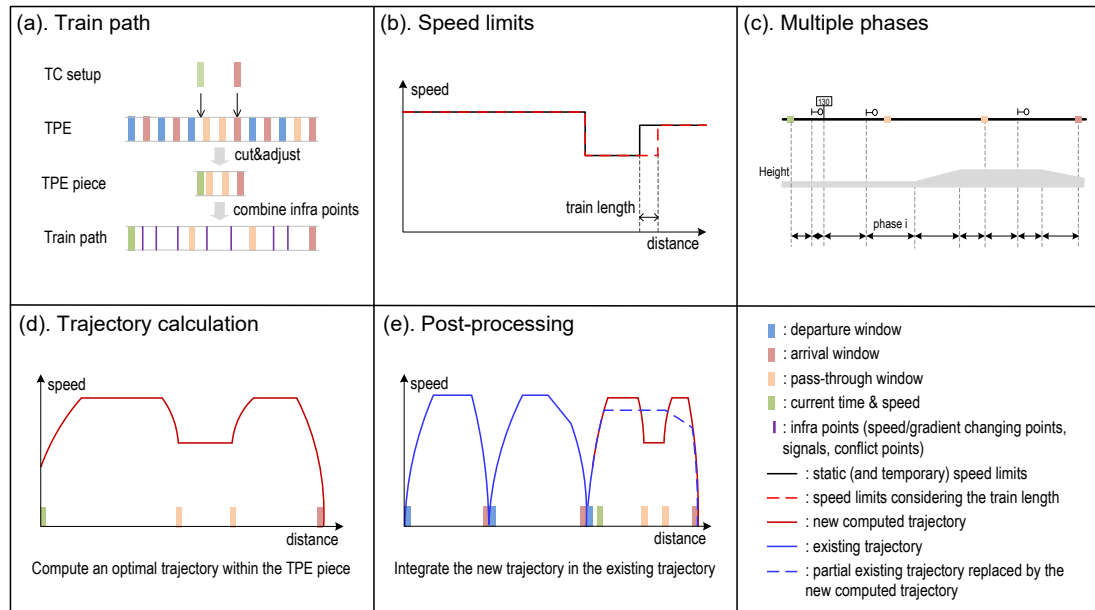 (a). Train path
TC setup
TPE
cut&adjust
TPE piece
combine infra points
Train path
(b). Speed limits
speed
train length
distance
(c). Multiple phases
130
Height
phase i
(d). Trajectory calculation
speed
distance
Compute an optimal trajectory within the TPE piece
(e). Post-processing
speed
distance
Integrate the new trajectory in the existing trajectory
: departure window
: arrival window
: pass-through window
: current time & speed
: infra points (speed/gradient changing points,
signals, conflict points)
: static (and temporary) speed limits
: speed limits considering the train length
: new computed trajectory
: existing trajectory
: partial existing trajectory replaced by the
new computed trajectory